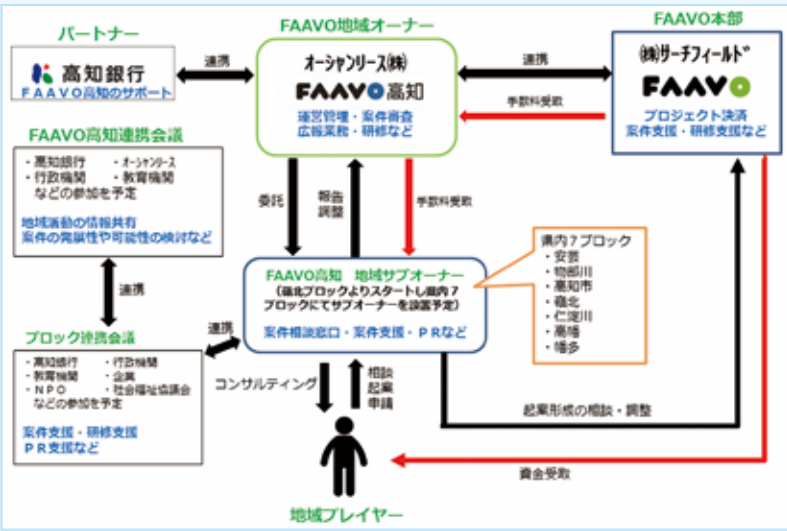 パートナー
高知銀行
FAAVO高知のサポート
連携
FAAVO地域オーナー
オーシャンリース㈱
FAAVO高知
運営管理・案件審査
広報業務・研修など
連携
手数料受取
FAAVO本部
㈱サーチフィールド
FAAVO
プロジェクト決済
案件支援・研修支援など
FAAVO高知連携会議
・高知銀行 ・オーシャンリース
・行政機関 ・教育機関
などの参加を予定
地域活動の情報共有
案件の発展性や可能性の検討など
委託
報告
調整
手数料受取
連携
FAAVO高知 地域サブオーナー
（嶺北ブロックよりスタートし県内7
ブロックにてサブオーナーを設置予定）
案件相談窓口・案件支援・PRなど
県内７ブロック
・安芸
・物部川
・高知市
・嶺北
・仁淀川
・高幡
・幡多
ブロック連携会議
・高知銀行 ・行政機関
・教育機関 ・企業
・NPO ・社会福祉協議会
などの参加を予定
案件支援・研修支援
PR支援など
連携
コンサルティング
相談
起案
申請
起案形成の相談・調整
資金受取
地域プレイヤー